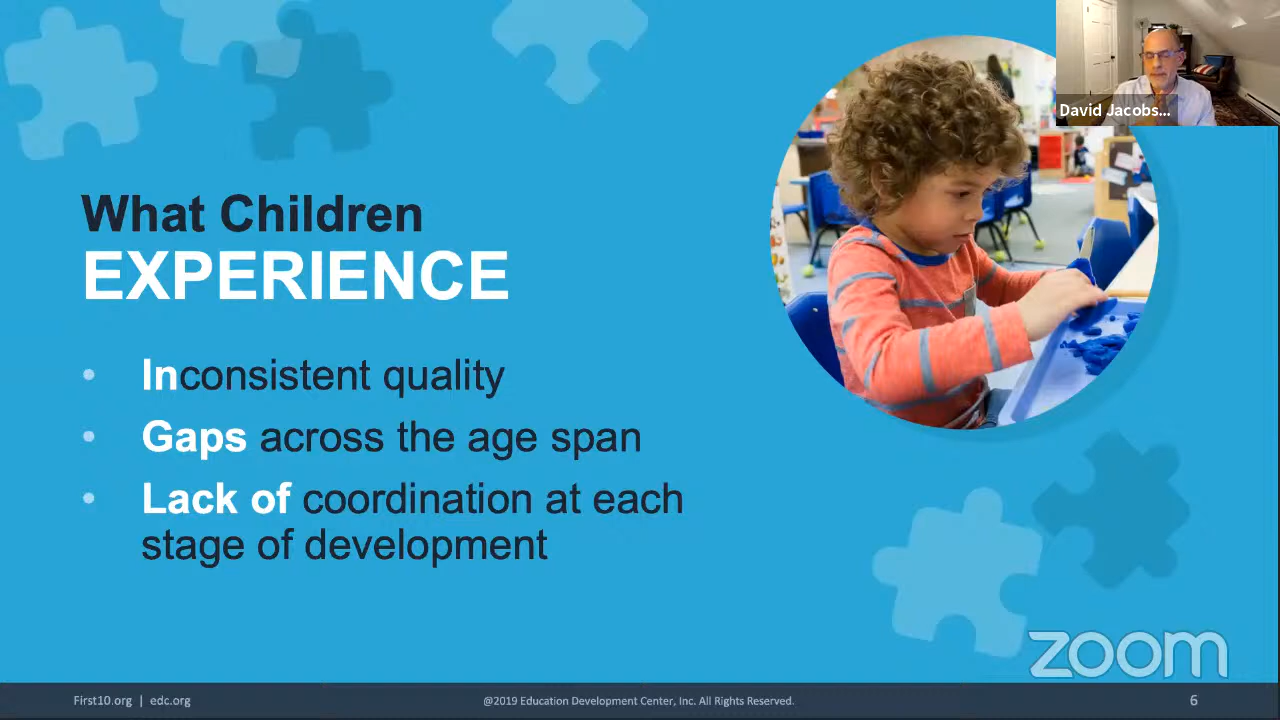 David Jacobs...
What Children
EXPERIENCE
• Inconsistent quality
• Gaps across the age span
• Lack of coordination at each
stage of development
zoom
First10.org | edc.org
@2019 Education Development Center, Inc. All Rights Reserved.
6